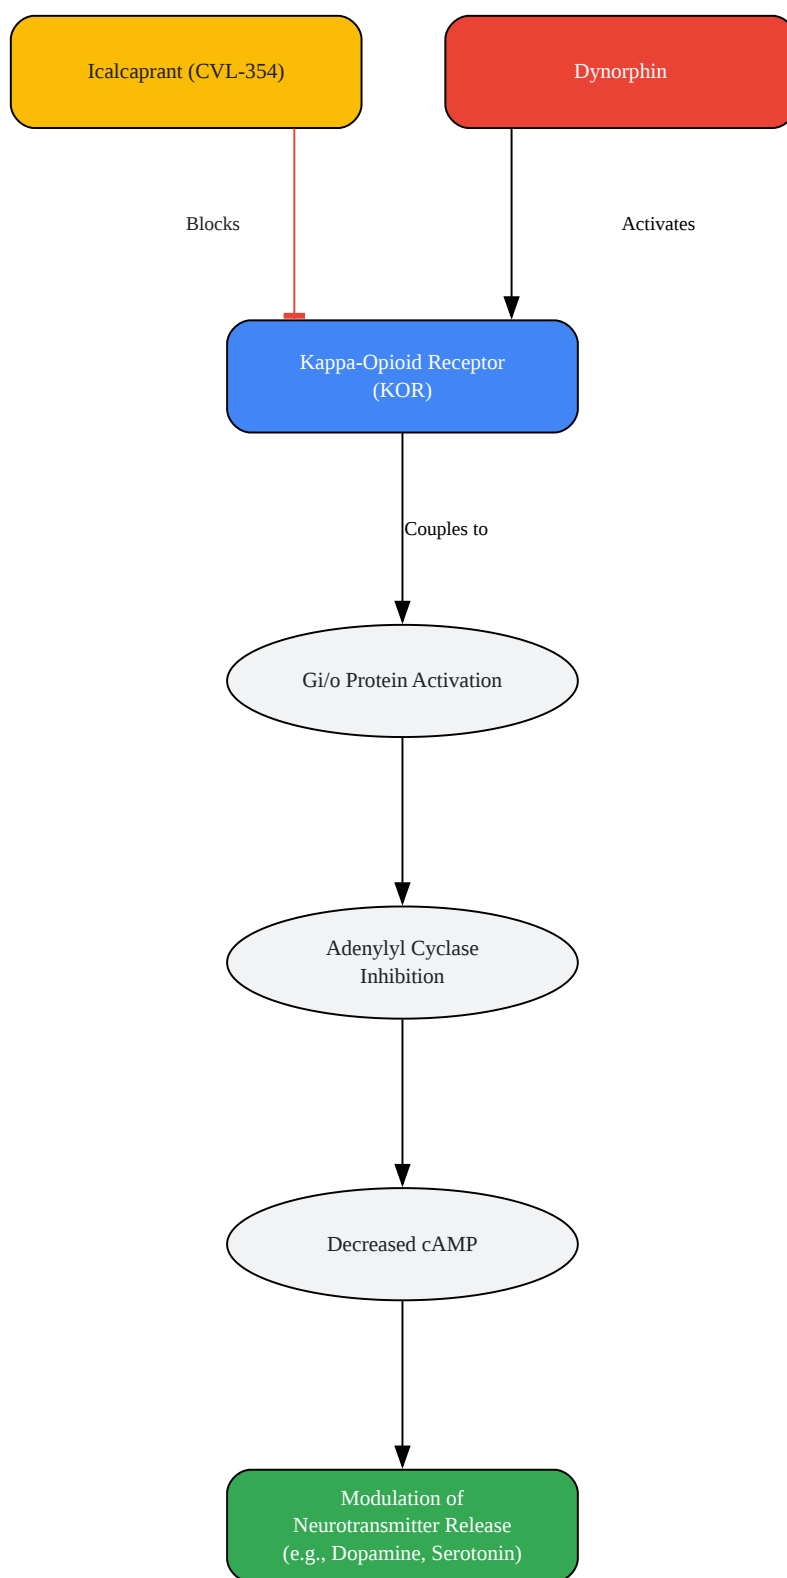 Icalcaprant (CVL-354)
Dynorphin
Blocks
Activates
Kappa-Opioid Receptor
(KOR)
Couples to
Gi/o Protein Activation
Adenylyl Cyclase
Inhibition
Decreased cAMP
Modulation of
Neurotransmitter Release
(e.g., Dopamine, Serotonin)